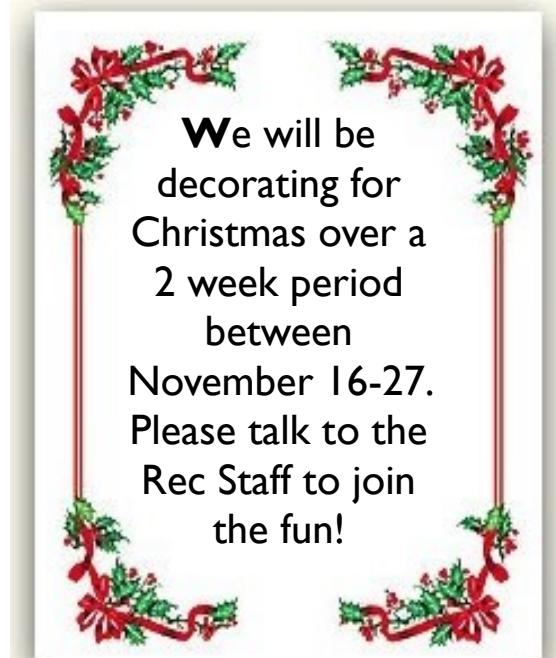 We will be
decorating for
Christmas over a
2 week period
between
November 16-27.
Please talk to the
Rec Staff to join
the fun!